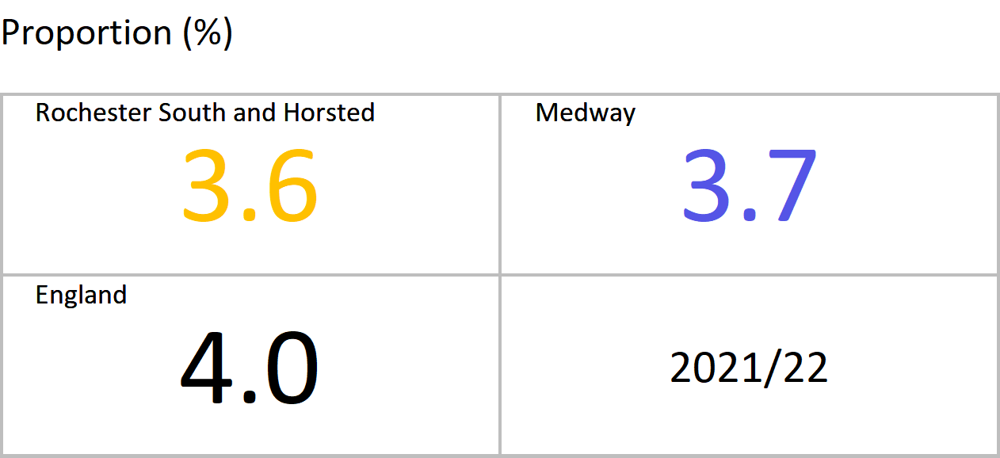 Proportion (%)
Rochester South and Horsted
3.6
Medway
3.7
England
4.0
2021/22